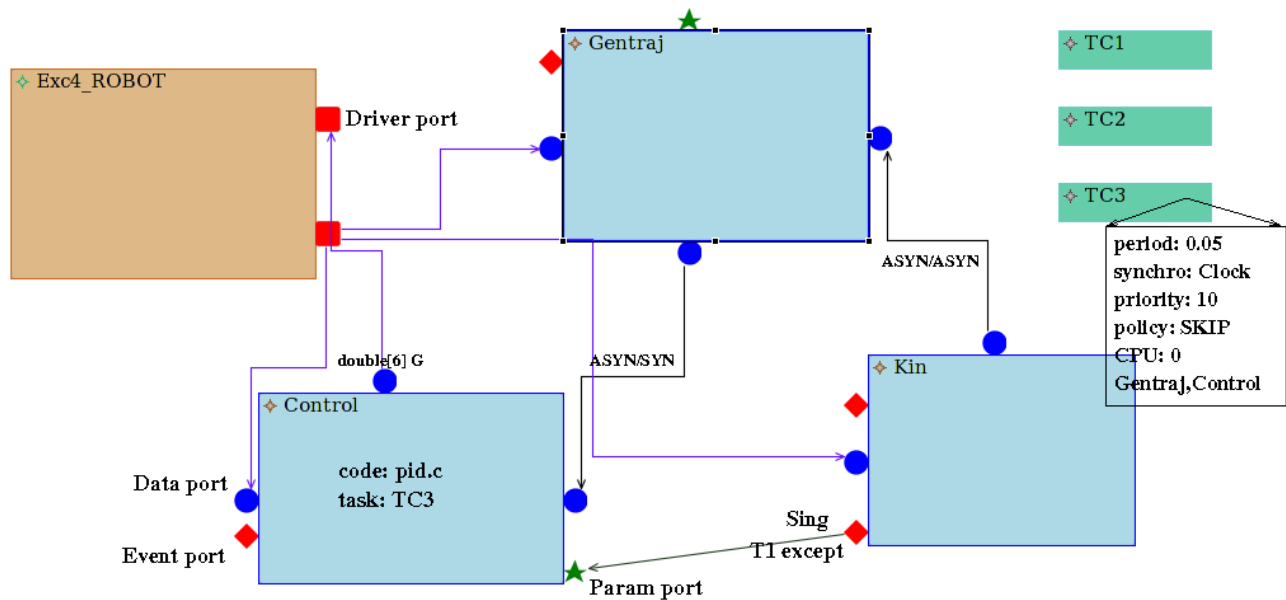 Gentraj
TC1
Exc4_ROBOT
Driver port
TC2
TC3
period: 0.05
synchro: Clock
priority: 10
policy: SKIP
CPU: 0
Gentraj,Control
ASYN/ASYN
double[6] G
ASYN/SYN
Kin
Control
code: pid.c
task: TC3
Data port
Event port
Sing
T1 except
Param port